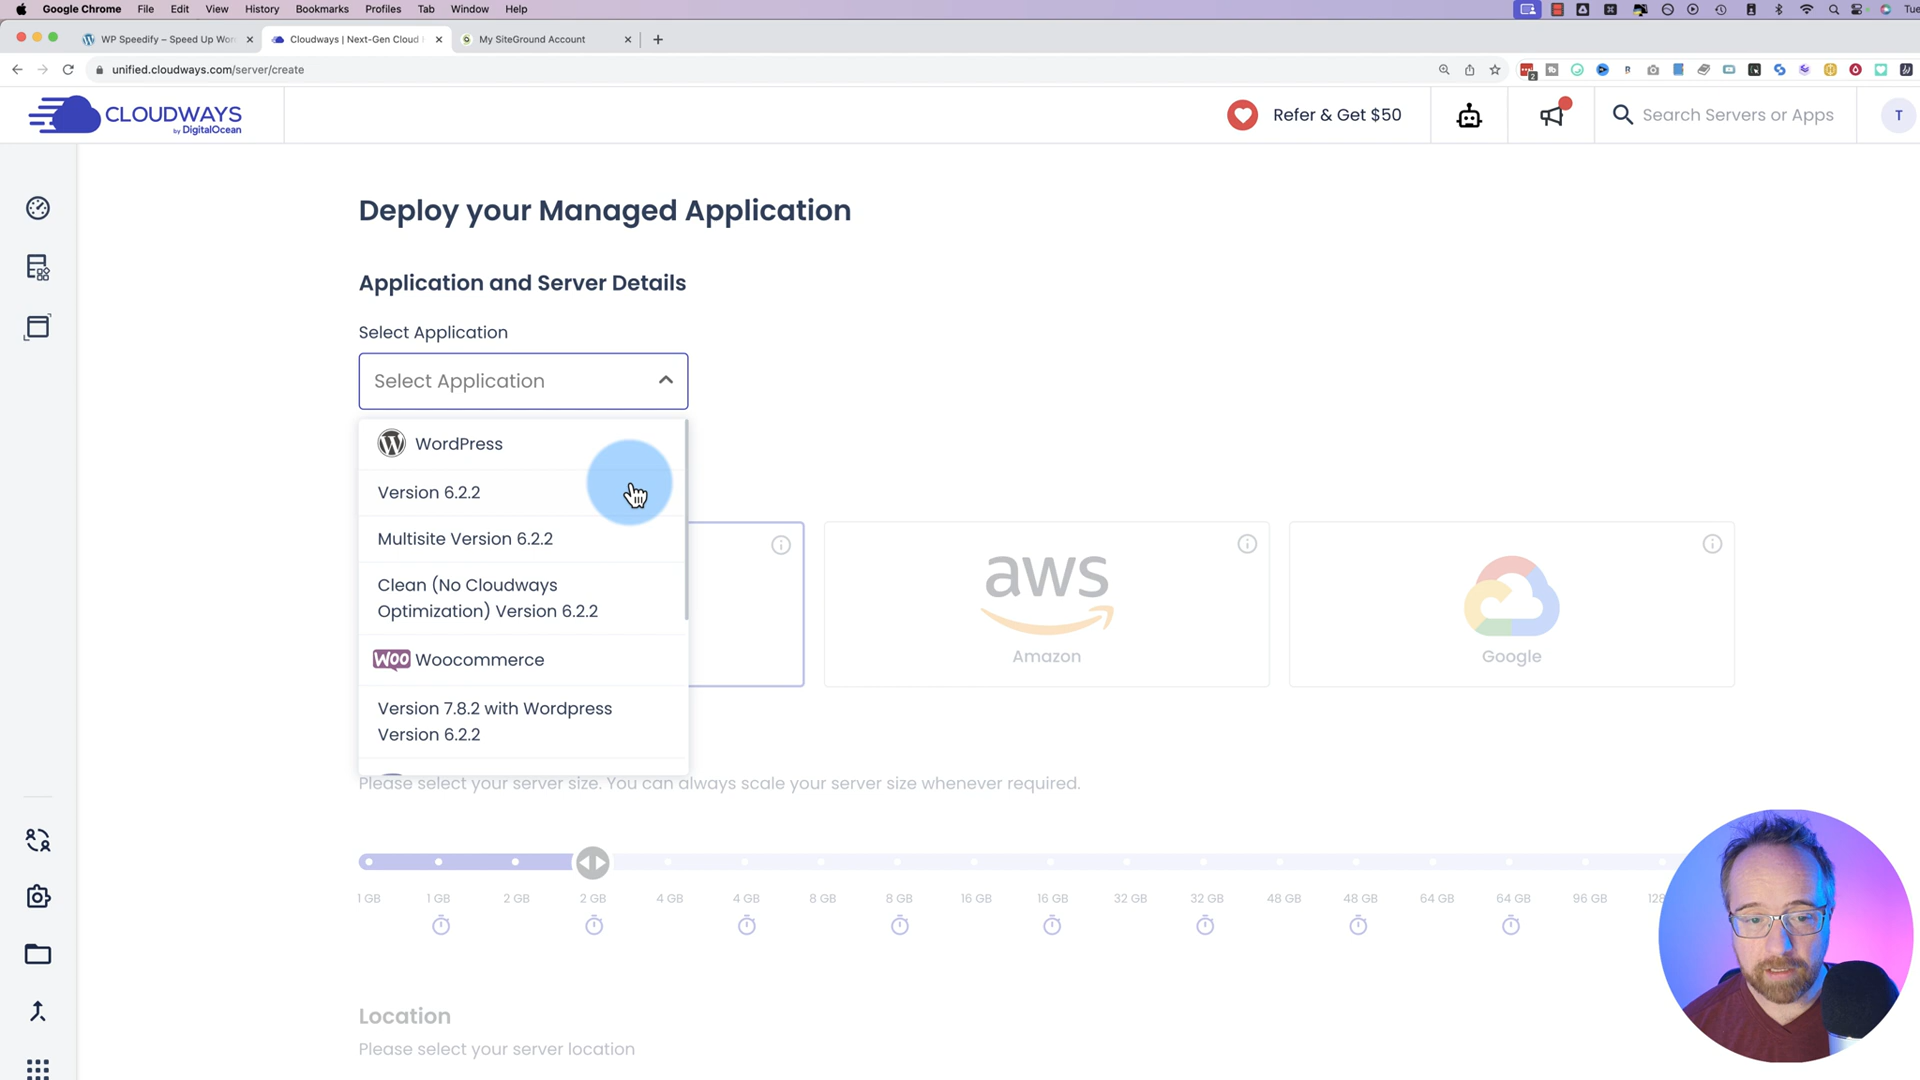 Google Chrome File Edit View History Bookmarks Profiles Tab Window Help
WP Speedify – Speed Up Wor
Cloudways | Next-Gen Cloud
My SiteGround Account
unified.cloudways.com/server/create
2
CLOUDWAYS
by DigitalOcean
Refer & Get $50
Search Servers or Apps
T
Deploy your Managed Application
Application and Server Details
Select Application
Select Application
WordPress
Version 6.2.2
Multisite Version 6.2.2
Clean (No Cloudways
Optimization) Version 6.2.2
WOO Woocommerce
Version 7.8.2 with Wordpress
Version 6.2.2
aws
Amazon
Google
Please select your server size. You can always scale your server size whenever required.
1 GB 1 GB 2 GB 2 GB 4 GB 4 GB 8 GB 8 GB 16 GB 16 GB 32 GB 32 GB 48 GB 48 GB 64 GB 64 GB 96 GB 128
Location
Please select your server location